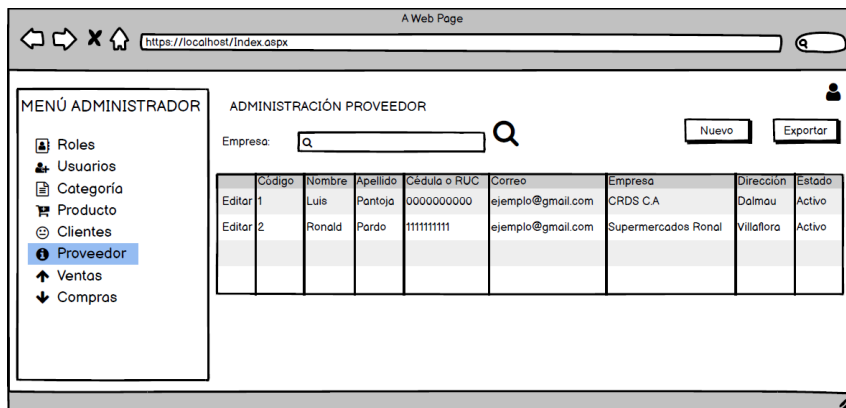 A Web Page
https://localhost/Index.aspx
MENÚ ADMINISTRADOR
Roles
Usuarios
Categoría
Producto
Clientes
Proveedor
Ventas
Compras
ADMINISTRACIÓN PROVEEDOR
Empresa:
Nuevo
Exportar
Código Nombre Apellido Cédula o RUC Correo Empresa Dirección Estado
Editar 1 Luis Pantoja 0000000000 ejemplo@gmail.com CRDS C.A Dalmau Activo
Editar 2 Ronald Pardo 1111111111 ejemplo@gmail.com Supermercados Ronal Villaflora Activo